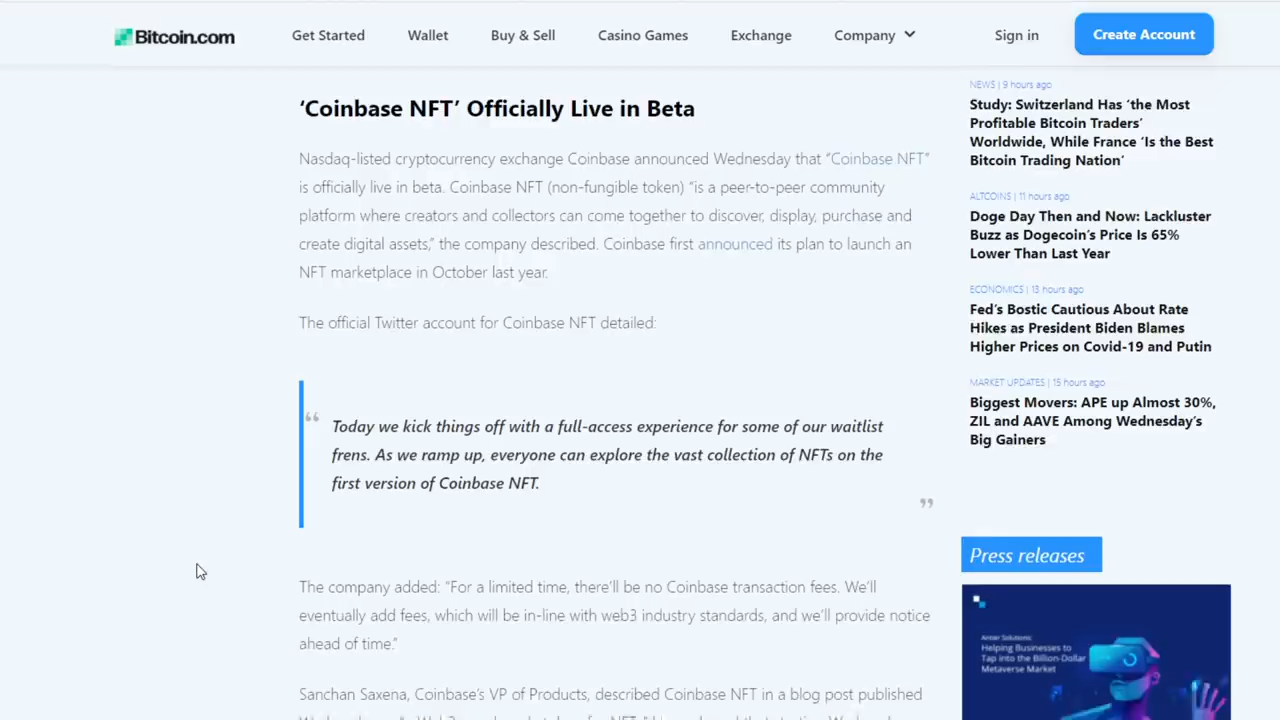 Bitcoin.com
Get Started
Wallet
Buy & Sell
Casino Games
Exchange
Company
Sign in
Create Account
‘Coinbase NFT’ Officially Live in Beta
Nasdaq-listed cryptocurrency exchange Coinbase announced Wednesday that “Coinbase NFT”
is officially live in beta. Coinbase NFT (non-fungible token) “is a peer-to-peer community
platform where creators and collectors can come together to discover, display, purchase and
create digital assets,” the company described. Coinbase first announced its plan to launch an
NFT marketplace in October last year.
The official Twitter account for Coinbase NFT detailed:
“
Today we kick things off with a full-access experience for some of our waitlist
frens. As we ramp up, everyone can explore the vast collection of NFTs on the
first version of Coinbase NFT.
”
The company added: “For a limited time, there’ll be no Coinbase transaction fees. We’ll
eventually add fees, which will be in-line with web3 industry standards, and we’ll provide notice
ahead of time.”
Sanchan Saxena, Coinbase’s VP of Products, described Coinbase NFT in a blog post published
NEWS | 9 hours ago
Study: Switzerland Has ‘the Most
Profitable Bitcoin Traders’
Worldwide, While France ‘Is the Best
Bitcoin Trading Nation’
ALTCOINS | 11 hours ago
Doge Day Then and Now: Lackluster
Buzz as Dogecoin’s Price Is 65%
Lower Than Last Year
ECONOMICS | 13 hours ago
Fed’s Bostic Cautious About Rate
Hikes as President Biden Blames
Higher Prices on Covid-19 and Putin
MARKET UPDATES | 15 hours ago
Biggest Movers: APE up Almost 30%,
ZIL and AAVE Among Wednesday’s
Big Gainers
Press releases
Antier Solutions:
Helping Businesses to
Tap into the Billion-Dollar
Metaverse Market